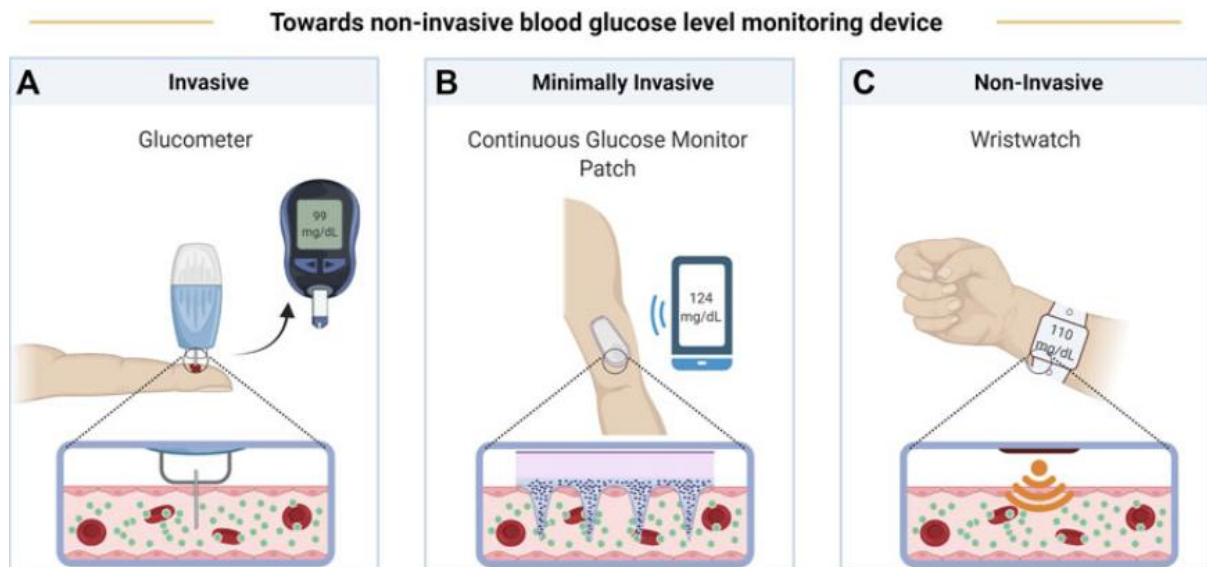 Towards non-invasive blood glucose level monitoring device
A
Invasive
Glucometer
99
mg/dL
B
Minimally Invasive
Continuous Glucose Monitor
Patch
124
mg/dL
C
Non-Invasive
Wristwatch
110
mg/dL